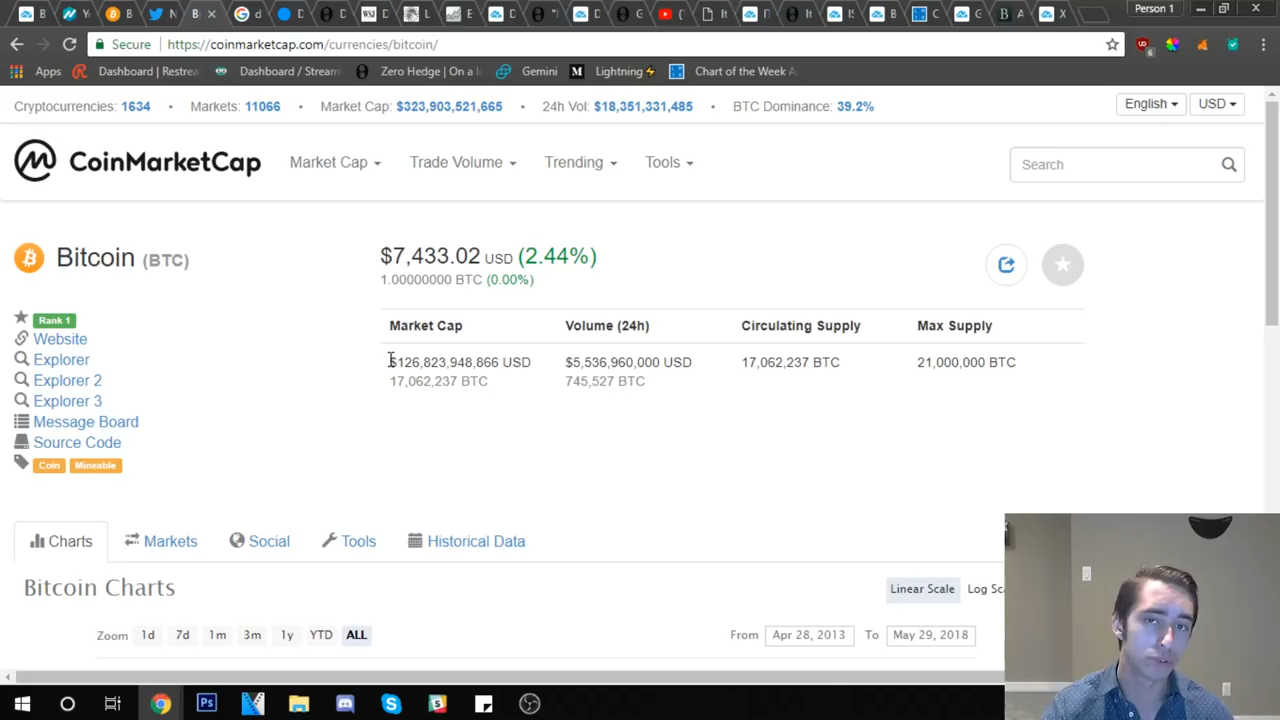 B
Y
B
N
B
d
D
D
WSJ
L
E
D
"
D
G
("
It
It
IS
B
C
G
A
X
Person 1
Secure https://coinmarketcap.com/currencies/bitcoin/
Apps Dashboard | Restrea Dashboard / Stream Zero Hedge | On a l Gemini Lightning⚡ Chart of the Week A
Cryptocurrencies: 1634 • Markets: 11066 • Market Cap: $323,903,521,665 • 24h Vol: $18,351,331,485 • BTC Dominance: 39.2% English USD
CoinMarketCap Market Cap Trade Volume Trending Tools Search
Bitcoin (BTC) $7,433.02 USD (2.44%)
1.00000000 BTC (0.00%)
Rank 1
Website
Explorer
Explorer 2
Explorer 3
Message Board
Source Code
Coin Mineable
Market Cap Volume (24h) Circulating Supply Max Supply
$126,823,948,866 USD $5,536,960,000 USD 17,062,237 BTC 21,000,000 BTC
17,062,237 BTC 745,527 BTC
Charts Markets Social Tools Historical Data
Bitcoin Charts Linear Scale Log Sc
Zoom 1d 7d 1m 3m 1y YTD ALL From Apr 28, 2013 To May 29, 2018